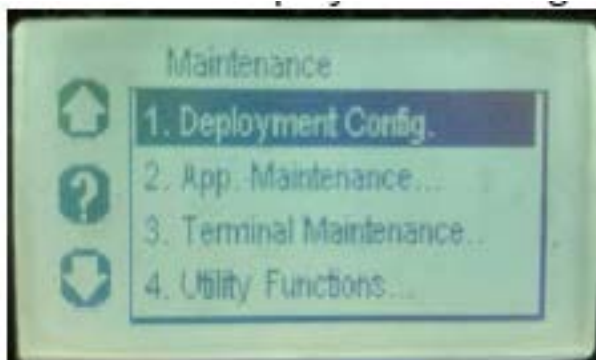 Maintenance
1. Deployment Config.
?
2. App. Maintenance...
3. Terminal Maintenance...
4. Utility Functions...